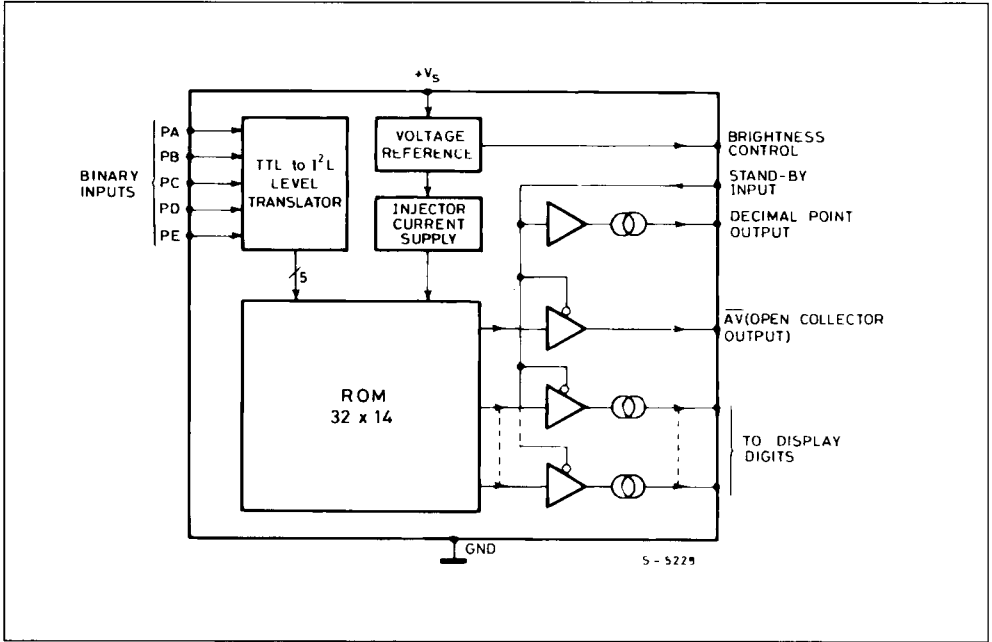 +VS
PA
PB
PC
PD
PE
BINARY
INPUTS
TTL to I²L
LEVEL
TRANSLATOR
VOLTAGE
REFERENCE
INJECTOR
CURRENT
SUPPLY
5
ROM
32 x 14
BRIGHTNESS
CONTROL
STAND-BY
INPUT
DECIMAL POINT
OUTPUT
A̅V̅(OPEN COLLECTOR
OUTPUT)
TO DISPLAY
DIGITS
GND
S-5229